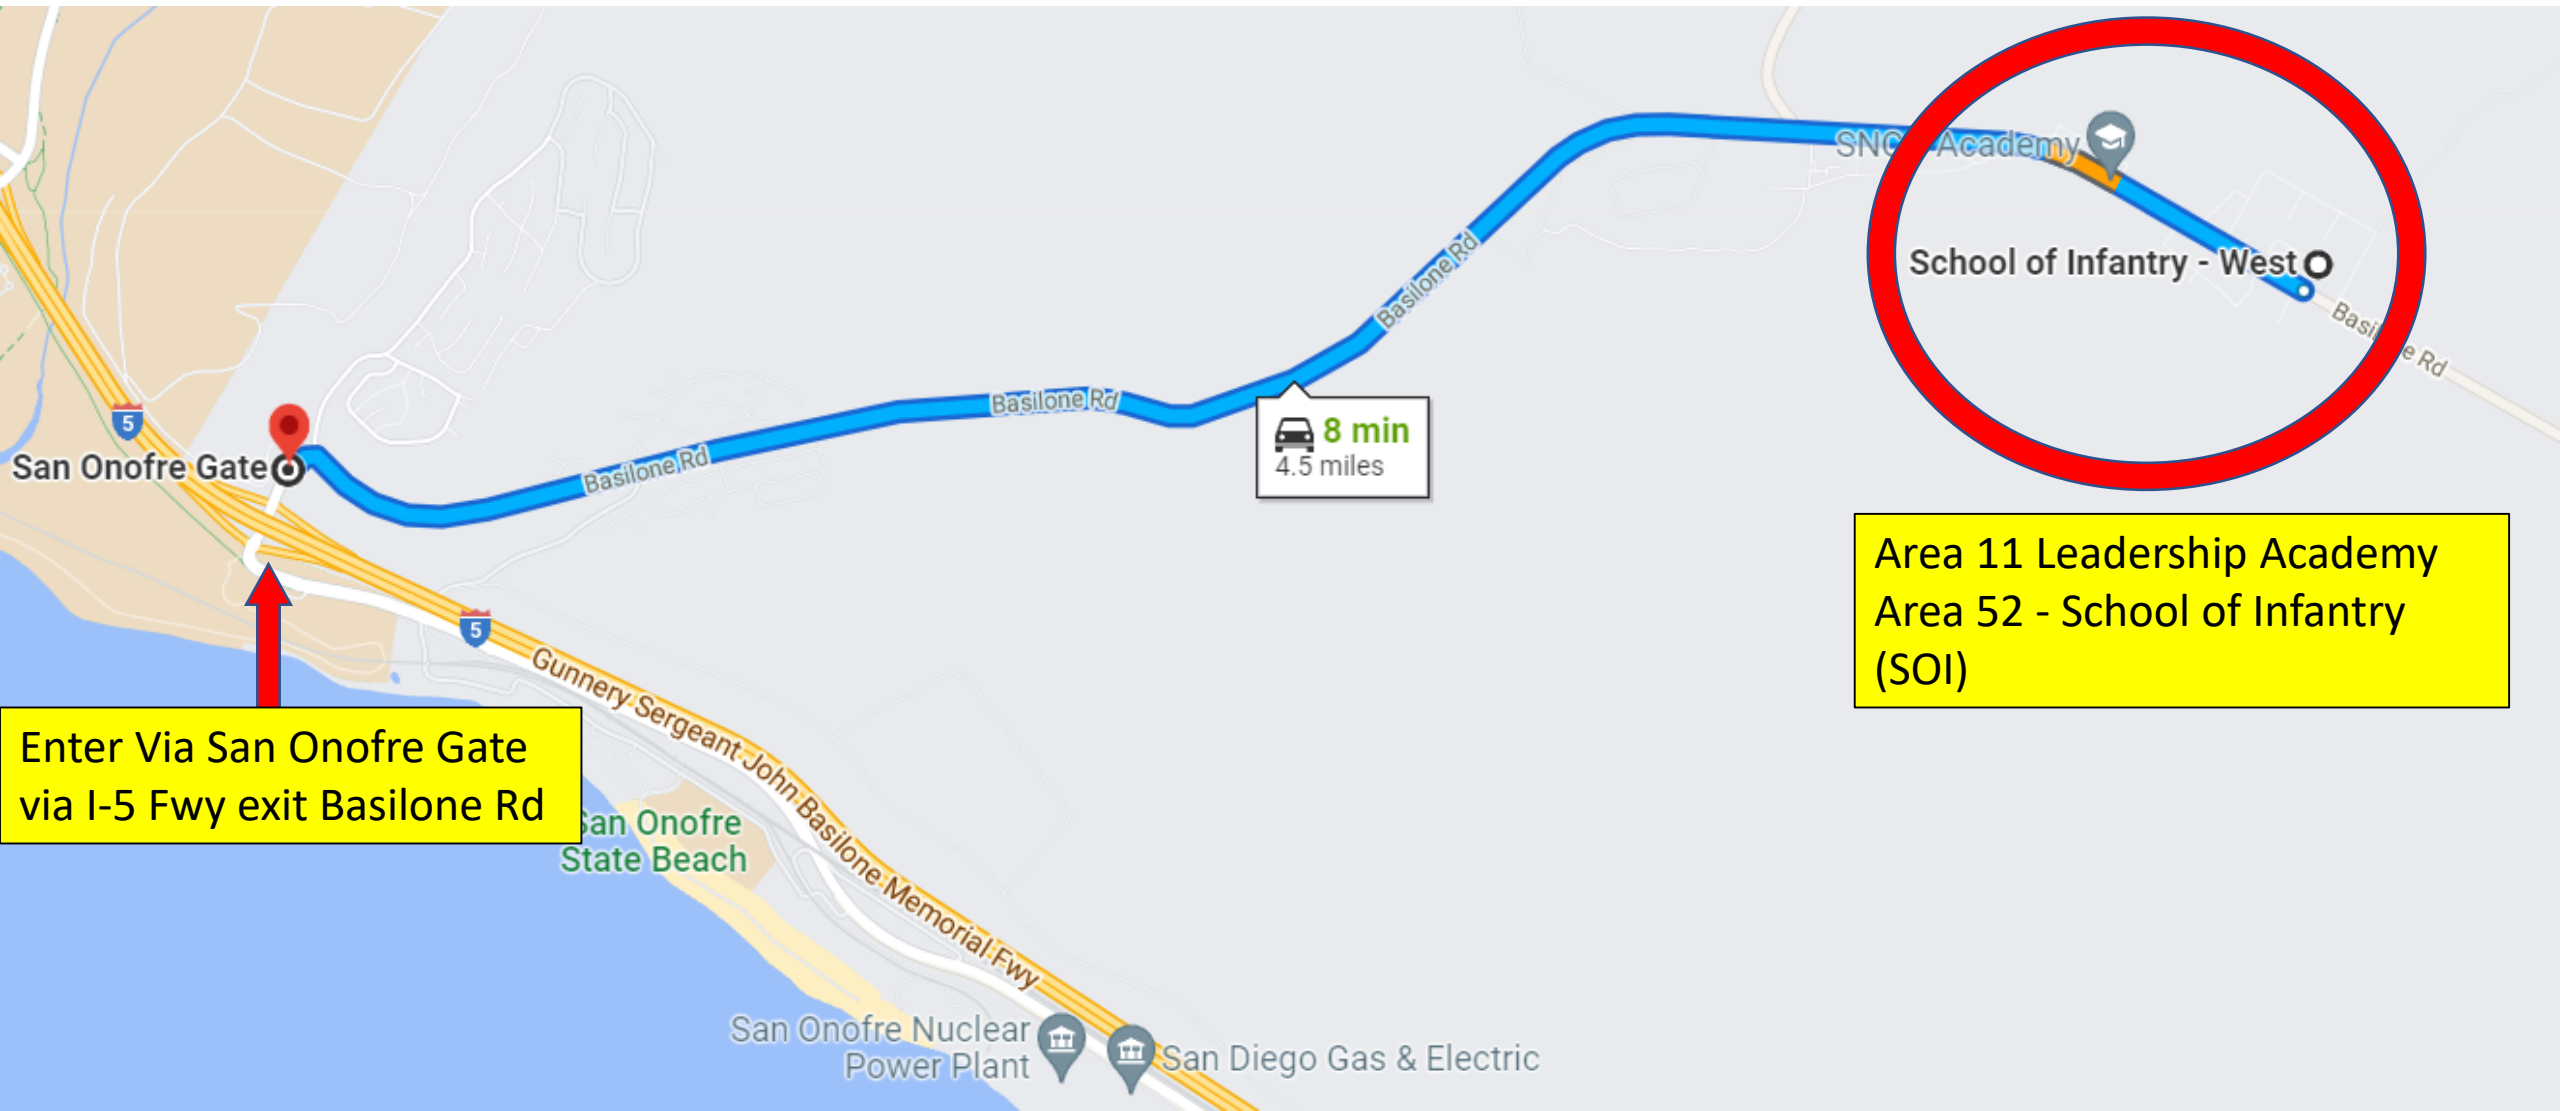 SNC Academy
School of Infantry - West
Basilone Rd
Basilone Rd
Basilone Rd
Basi e Rd
8 min
4.5 miles
5
San Onofre Gate
Basilone Rd
Area 11 Leadership Academy
Area 52 - School of Infantry
(SOI)
5
Gunnery Sergeant John Basilone Memorial Fwy
Enter Via San Onofre Gate
via I-5 Fwy exit Basilone Rd
San Onofre
State Beach
San Onofre Nuclear
Power Plant
San Diego Gas & Electric